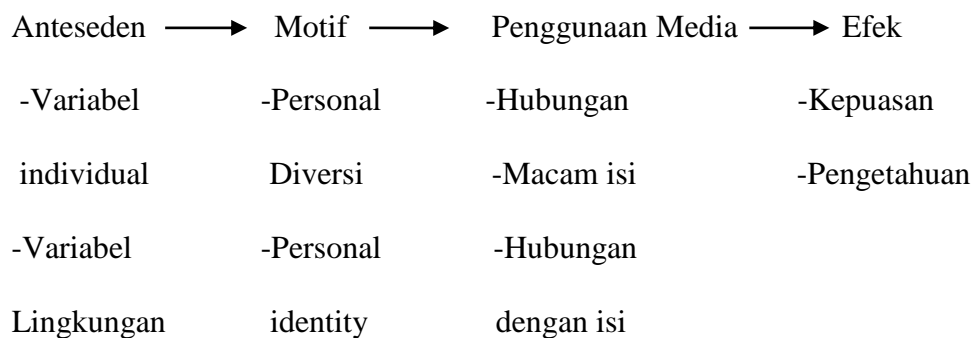 Anteseden Motif Penggunaan Media Efek
-Variabel -Personal -Hubungan -Kepuasan
individual Diversi -Macam isi -Pengetahuan
-Variabel -Personal -Hubungan
Lingkungan identity dengan isi